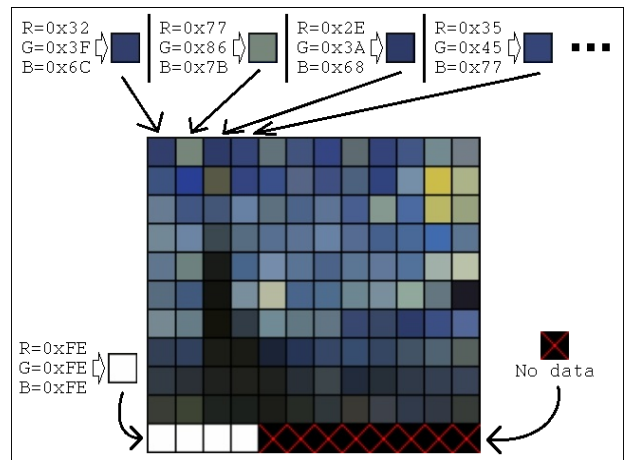 R=0x32
G=0x3F
B=0x6C
R=0x77
G=0x86
B=0x7B
R=0x2E
G=0x3A
B=0x68
R=0x35
G=0x45
B=0x77
...
R=0xFE
G=0xFE
B=0xFE
No data